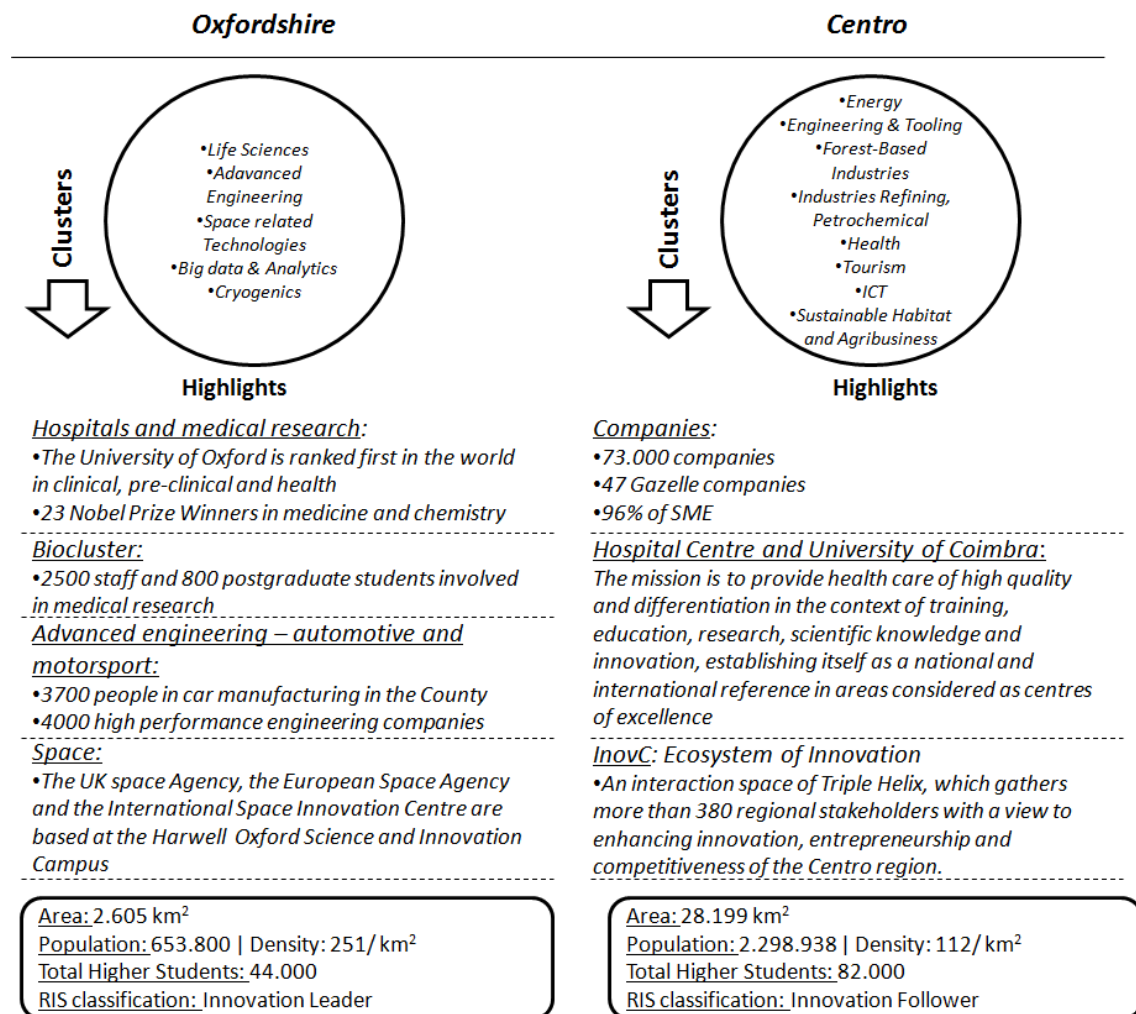 Oxfordshire
Clusters
•Life Sciences
•Adavanced
Engineering
•Space related
Technologies
•Big data & Analytics
•Cryogenics
Highlights
Hospitals and medical research:
•The University of Oxford is ranked first in the world
in clinical, pre-clinical and health
•23 Nobel Prize Winners in medicine and chemistry
Biocluster:
•2500 staff and 800 postgraduate students involved
in medical research
Advanced engineering – automotive and
motorsport:
•3700 people in car manufacturing in the County
•4000 high performance engineering companies
Space:
•The UK space Agency, the European Space Agency
and the International Space Innovation Centre are
based at the Harwell Oxford Science and Innovation
Campus
Area: 2.605 km²
Population: 653.800 | Density: 251/ km²
Total Higher Students: 44.000
RIS classification: Innovation Leader
Centro
Clusters
•Energy
•Engineering & Tooling
•Forest-Based
Industries
•Industries Refining,
Petrochemical
•Health
•Tourism
•ICT
•Sustainable Habitat
and Agribusiness
Highlights
Companies:
•73.000 companies
•47 Gazelle companies
•96% of SME
Hospital Centre and University of Coimbra:
The mission is to provide health care of high quality
and differentiation in the context of training,
education, research, scientific knowledge and
innovation, establishing itself as a national and
international reference in areas considered as centres
of excellence
InovC: Ecosystem of Innovation
•An interaction space of Triple Helix, which gathers
more than 380 regional stakeholders with a view to
enhancing innovation, entrepreneurship and
competitiveness of the Centro region.
Area: 28.199 km²
Population: 2.298.938 | Density: 112/ km²
Total Higher Students: 82.000
RIS classification: Innovation Follower